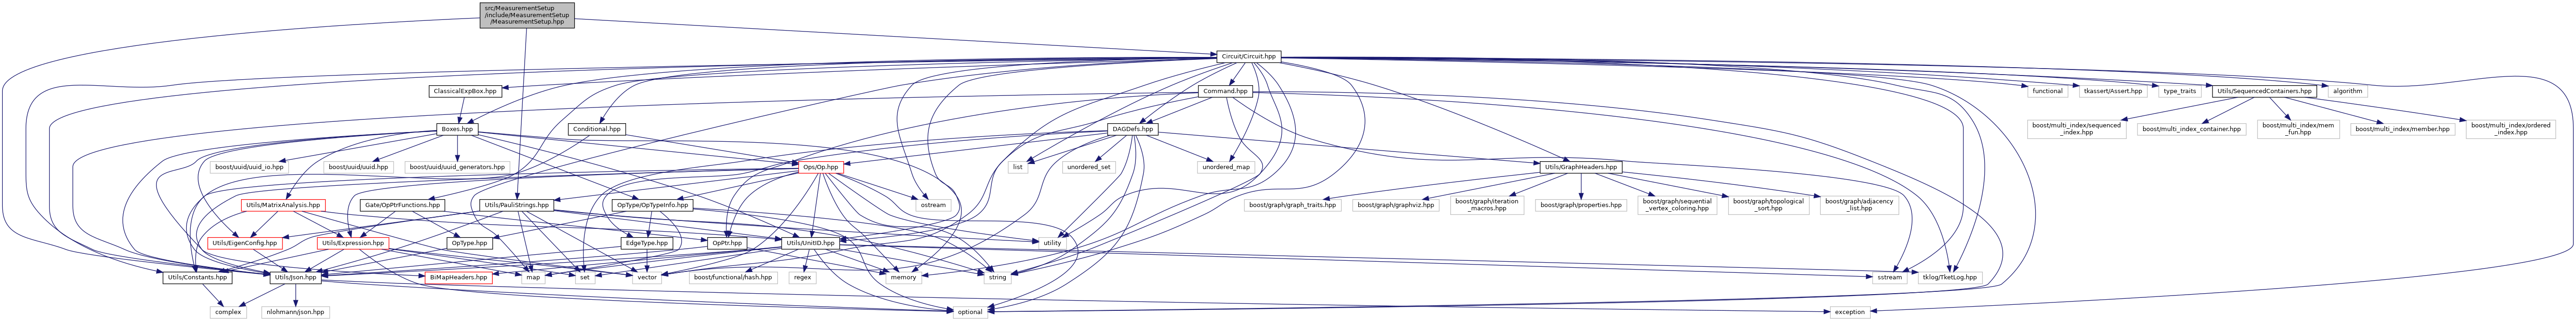 src/MeasurementSetup
/include/MeasurementSetup
/MeasurementSetup.hpp
Circuit/Circuit.hpp
ClassicalExpBox.hpp
Command.hpp
functional
tkassert/Assert.hpp
type_traits
Utils/SequencedContainers.hpp
algorithm
Boxes.hpp
Conditional.hpp
DAGDefs.hpp
boost/multi_index/sequenced
_index.hpp
boost/multi_index_container.hpp
boost/multi_index/mem
_fun.hpp
boost/multi_index/member.hpp
boost/multi_index/ordered
_index.hpp
boost/uuid/uuid_io.hpp
boost/uuid/uuid.hpp
boost/uuid/uuid_generators.hpp
Ops/Op.hpp
list
unordered_set
unordered_map
Utils/GraphHeaders.hpp
Utils/MatrixAnalysis.hpp
Gate/OpPtrFunctions.hpp
Utils/PauliStrings.hpp
OpType/OpTypeInfo.hpp
ostream
boost/graph/graph_traits.hpp
boost/graph/graphviz.hpp
boost/graph/iteration
_macros.hpp
boost/graph/properties.hpp
boost/graph/sequential
_vertex_coloring.hpp
boost/graph/topological
_sort.hpp
boost/graph/adjacency
_list.hpp
Utils/EigenConfig.hpp
Utils/Expression.hpp
OpType.hpp
EdgeType.hpp
OpPtr.hpp
Utils/UnitID.hpp
utility
Utils/Constants.hpp
Utils/Json.hpp
BiMapHeaders.hpp
map
set
vector
boost/functional/hash.hpp
regex
memory
string
sstream
tklog/TketLog.hpp
complex
nlohmann/json.hpp
optional
exception